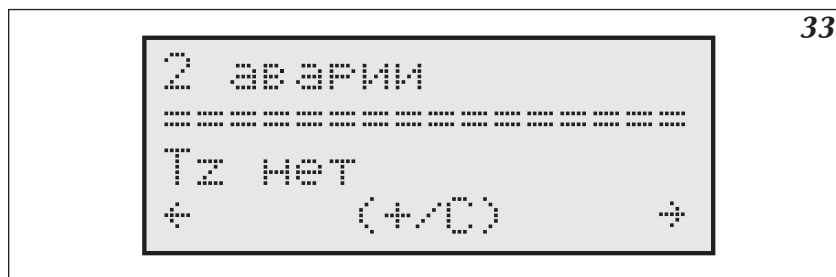 33
2 аварии
================
Tz нет
← (+/C) →